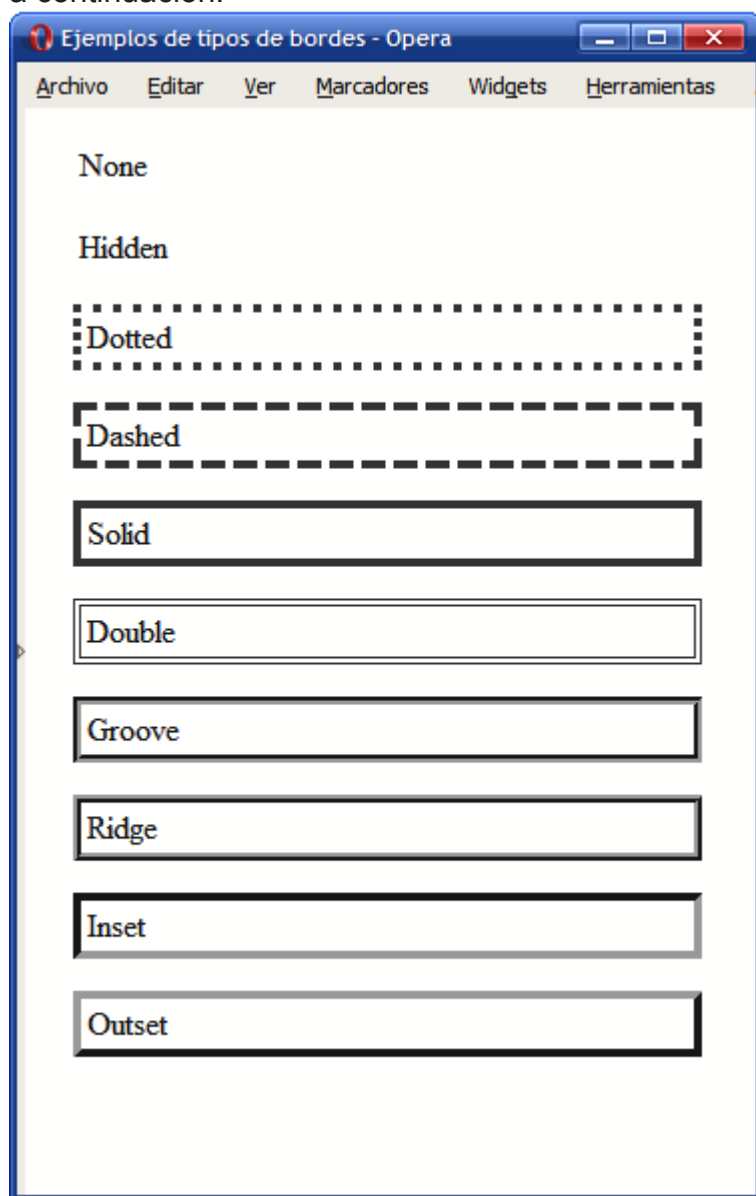 a continuación:
Ejemplos de tipos de bordes - Opera
Archivo Editar Ver Marcadores Widgets Herramientas
None
Hidden
Dotted
Dashed
Solid
Double
Groove
Ridge
Inset
Outset